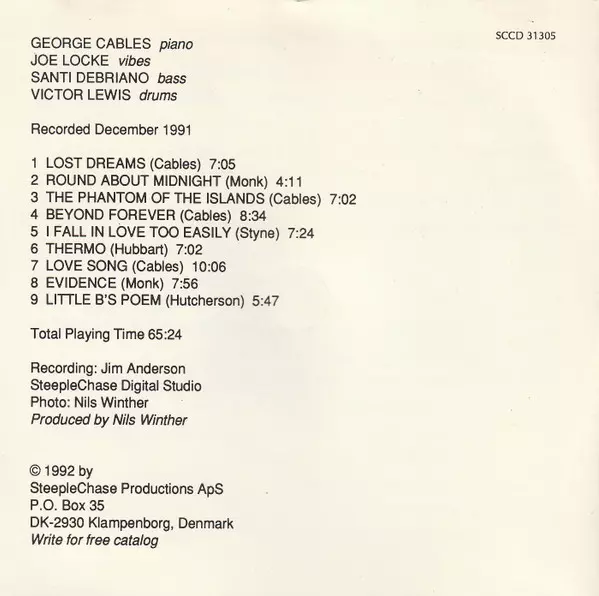 SCCD 31305
GEORGE CABLES piano
JOE LOCKE vibes
SANTI DEBRIANO bass
VICTOR LEWIS drums
Recorded December 1991
1 LOST DREAMS (Cables) 7:05
2 ROUND ABOUT MIDNIGHT (Monk) 4:11
3 THE PHANTOM OF THE ISLANDS (Cables) 7:02
4 BEYOND FOREVER (Cables) 8:34
5 I FALL IN LOVE TOO EASILY (Styne) 7:24
6 THERMO (Hubbart) 7:02
7 LOVE SONG (Cables) 10:06
8 EVIDENCE (Monk) 7:56
9 LITTLE B'S POEM (Hutcherson) 5:47
Total Playing Time 65:24
Recording: Jim Anderson
SteepleChase Digital Studio
Photo: Nils Winther
Produced by Nils Winther
© 1992 by
SteepleChase Productions ApS
P.O. Box 35
DK-2930 Klampenborg, Denmark
Write for free catalog